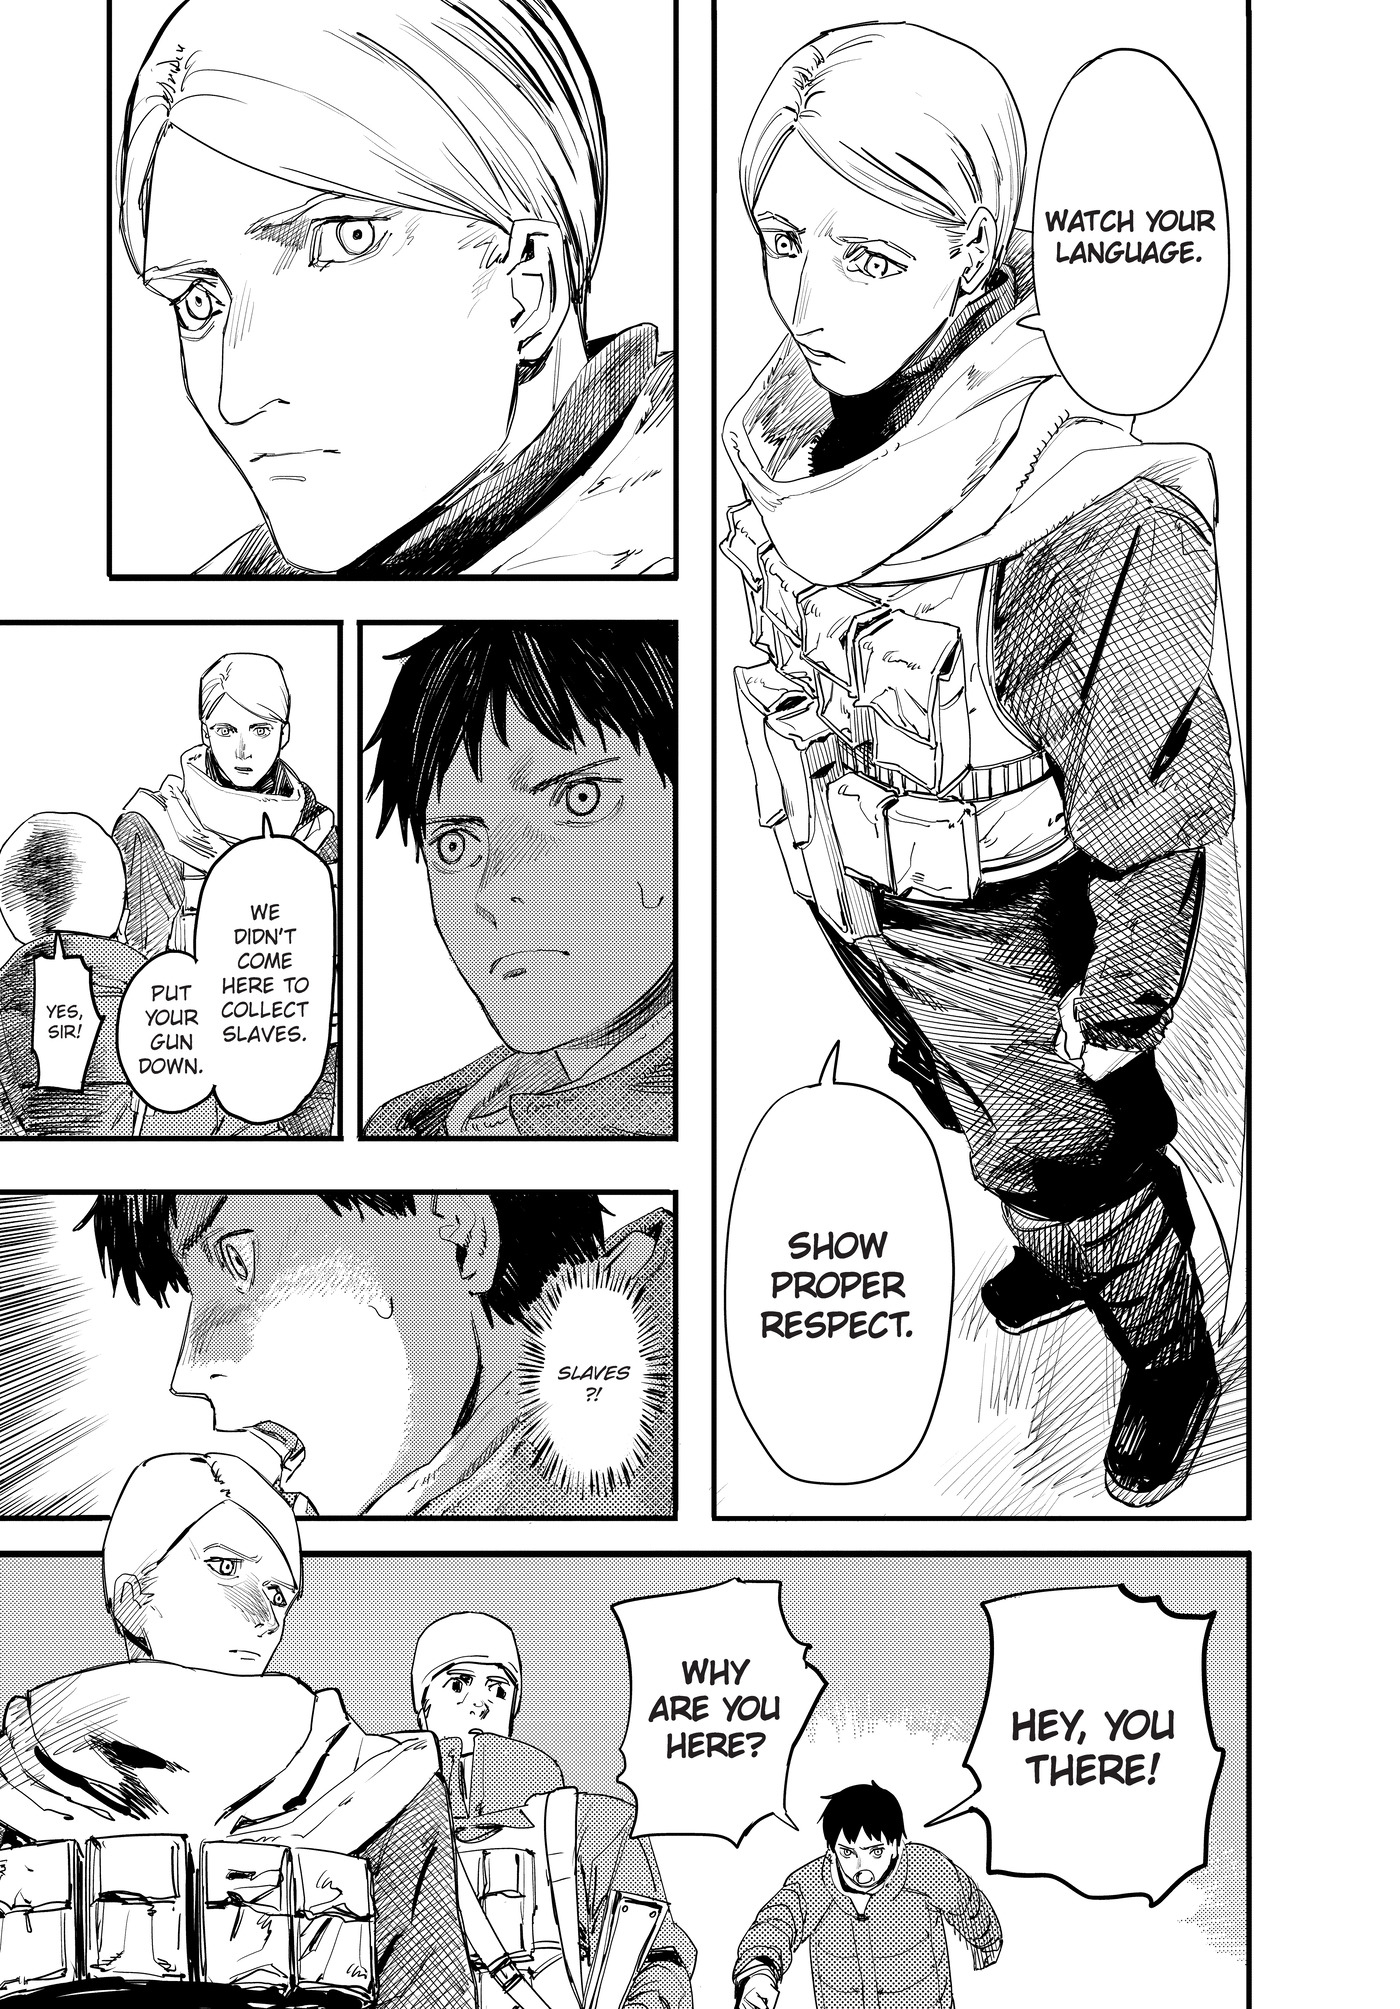 WATCH YOUR
LANGUAGE.
SHOW
PROPER
RESPECT.
WE
DIDN'T
COME
HERE TO
COLLECT
SLAVES.
PUT
YOUR
GUN
DOWN.
YES,
SIR!
SLAVES
?!
HEY, YOU
THERE!
WHY
ARE YOU
HERE?